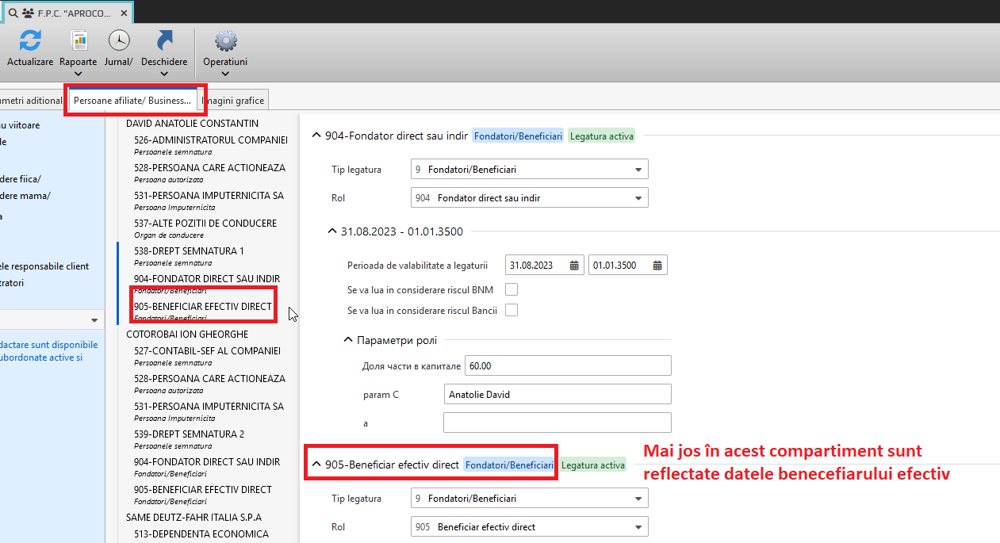 F.P.C. "APROCO...
Actualizare
Rapoarte
Jurnal/
Deschidere
Operatiuni
ametri aditional
Persoane afiliate/ Business...
Imagini grafice
au viitoare
le
dere fiica/
dere mama/
a
ele responsabile client
tratori
dactare sunt disponibile
ubordonate active si
DAVID ANATOLIE CONSTANTIN
526-ADMINISTRATORUL COMPANIEI
Persoanele semnatura
528-PERSOANA CARE ACTIONEAZA
Persoana autorizata
531-PERSOANA IMPUTERNICITA SA
Persoana Imputernicita
537-ALTE POZITII DE CONDUCERE
Organ de conducere
538-DREPT SEMNATURA 1
Persoanele semnatura
904-FONDATOR DIRECT SAU INDIR
Fondatori/Beneficiari
905-BENEFICIAR EFECTIV DIRECT
Fondatori/Beneficiari
COTOROBAI ION GHEORGHE
527-CONTABIL-SEF AL COMPANIEI
Persoanele semnatura
528-PERSOANA CARE ACTIONEAZA
Persoana autorizata
531-PERSOANA IMPUTERNICITA SA
Persoana Imputernicita
539-DREPT SEMNATURA 2
Persoanele semnatura
904-FONDATOR DIRECT SAU INDIR
Fondatori/Beneficiari
905-BENEFICIAR EFECTIV DIRECT
Fondatori/Beneficiari
SAME DEUTZ-FAHR ITALIA S.P.A
513-DEPENDENTA ECONOMICA
904-Fondator direct sau indir Fondatori/Beneficiari Legatura activa
Tip legatura 9 Fondatori/Beneficiari
Rol 904 Fondator direct sau indir
31.08.2023 - 01.01.3500
Perioada de valabilitate a legaturii 31.08.2023 01.01.3500
Se va lua in considerare riscul BNM
Se va lua in considerare riscul Bancii
Параметри ролі
Доля части в капитале 60.00
param C Anatolie David
a
905-Beneficiar efectiv direct Fondatori/Beneficiari Legatura activa
Mai jos în acest compartiment sunt
reflectate datele benecefiarului efectiv
Tip legatura 9 Fondatori/Beneficiari
Rol 905 Beneficiar efectiv direct